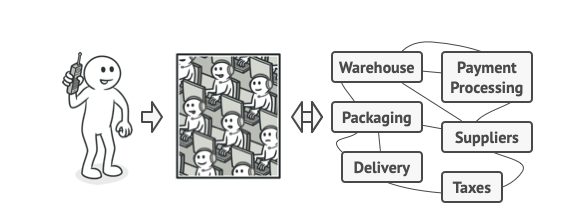 Warehouse
Payment
Processing
Packaging
Suppliers
Delivery
Taxes